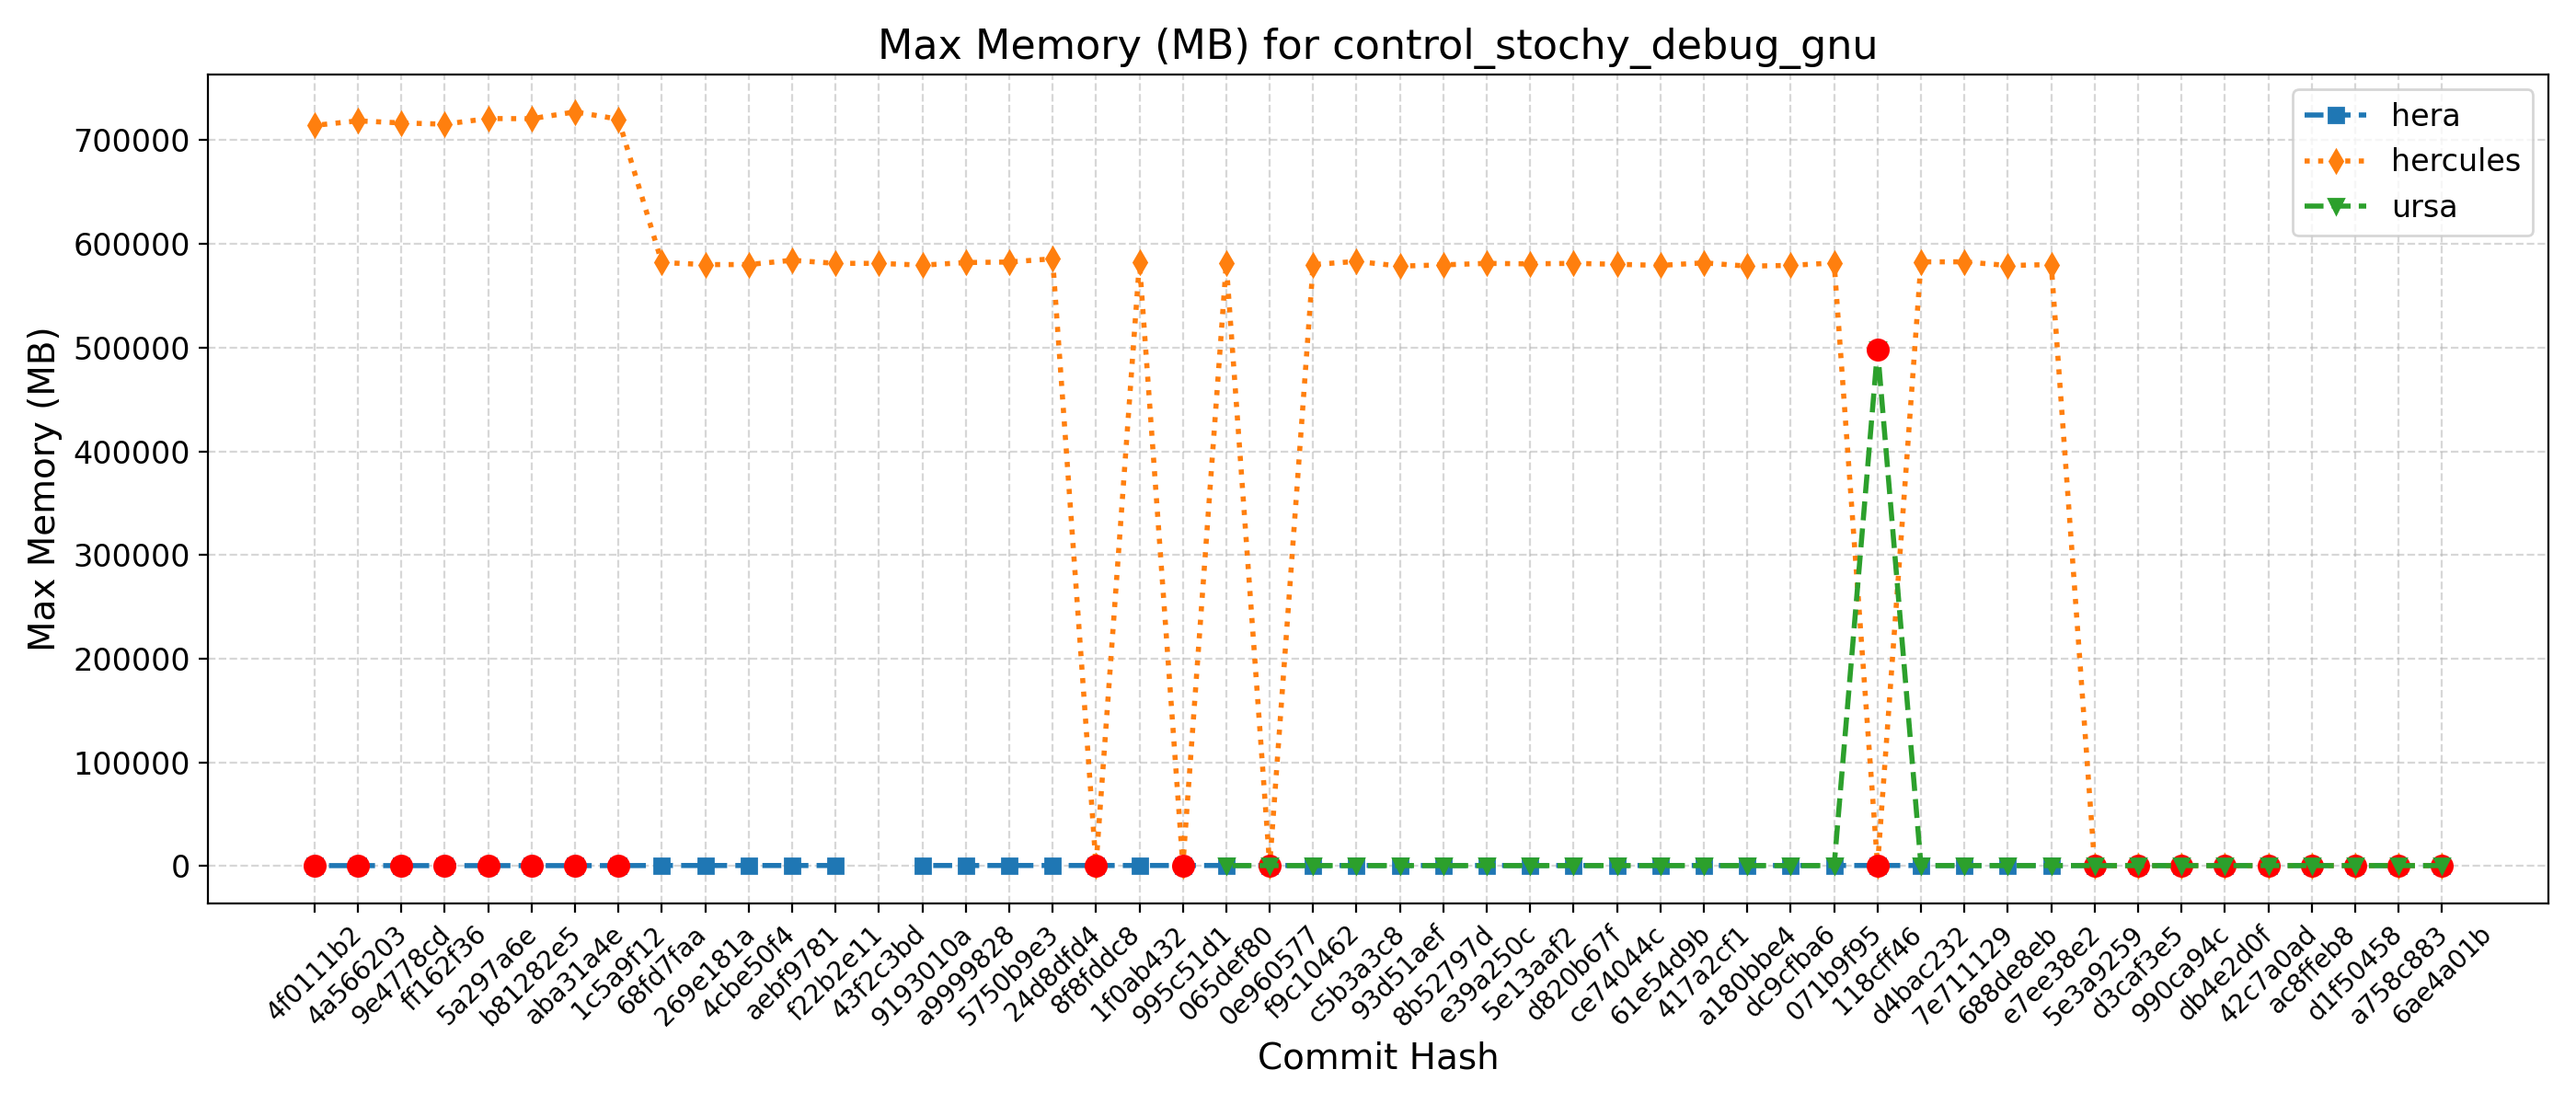 Max Memory (MB) for control_stochy_debug_gnu
hera
hercules
ursa
Max Memory (MB)
700000
600000
500000
400000
300000
200000
100000
0
4f0111b2
4a566203
9e4778cd
ff162f36
5a297a6e
b81282e5
aba31a4e
1c5a9f12
68fd7faa
269e181a
4cbe50f4
aebf9781
f22b2e11
43f2c3bd
9193010a
a9999828
5750b9e3
24d8dfd4
8f8fddc8
1f0ab432
995c51d1
065def80
0e960577
f9c10462
c5b3a3c8
93d51aef
8b52797d
e39a250c
5e13aaf2
d820b67f
ce74044c
61e54d9b
417a2cf1
a180bbe4
dc9cfba6
071b9f95
118cff46
d4bac232
7e711129
688de8eb
e7ee38e2
5e3a9259
d3caf3e5
990ca94c
db4e2d0f
42c7a0ad
ac8ffeb8
d1f50458
a758c883
6ae4a01b
Commit Hash